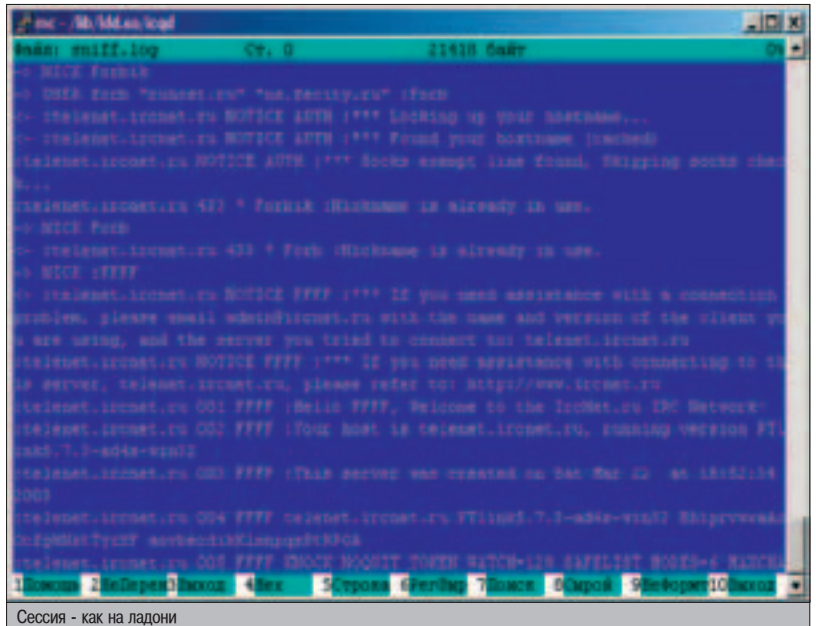 mc - /lib/ldd.so/icqd
Файл: sniff.log Ст. 0 21418 байт 0%
-> NICK Forbik
-> USER forb "runnet.ru" :forb
<- :telenet.ircnet.ru NOTICE AUTH :*** Looking up your hostname...
<- :telenet.ircnet.ru NOTICE AUTH :*** Found your hostname (cached)
:telenet.ircnet.ru NOTICE AUTH :*** Socks exempt line found, Skipping socks chec
k...
:telenet.ircnet.ru 433 * Forbik :Nickname is already in use.
-> NICK Forb
<- :telenet.ircnet.ru 433 * Forb :Nickname is already in use.
-> NICK :FFFF
<- :telenet.ircnet.ru NOTICE FFFF :*** If you need assistance with a connection
problem, please email admin@ircnet.ru with the name and version of the client yo
u are using, and the server you tried to connect to: telenet.ircnet.ru
:telenet.ircnet.ru NOTICE FFFF :*** If you need assistance with connecting to th
is server, telenet.ircnet.ru, please refer to: http://www.ircnet.ru
:telenet.ircnet.ru 001 FFFF :Hello FFFF, Welcome to the IrcNet.ru IRC Network
:telenet.ircnet.ru 002 FFFF :Your host is telenet.ircnet.ru, running version
:telenet.ircnet.ru 003 FFFF :This server was created on Sat Mar 22 at 18:52:34
2003
:telenet.ircnet.ru 004 FFFF telenet.ircnet.ru
:telenet.ircnet.ru 005 FFFF KNOCK NOQUIT TOKEN WATCH=128 SAFELIST MODES=6
1Помощь 2НеПерен 3Выход 4Hex 5Строка 6РегВыр 7Поиск 8Сырой 9Неформт 10Выход
Сессия - как на ладони